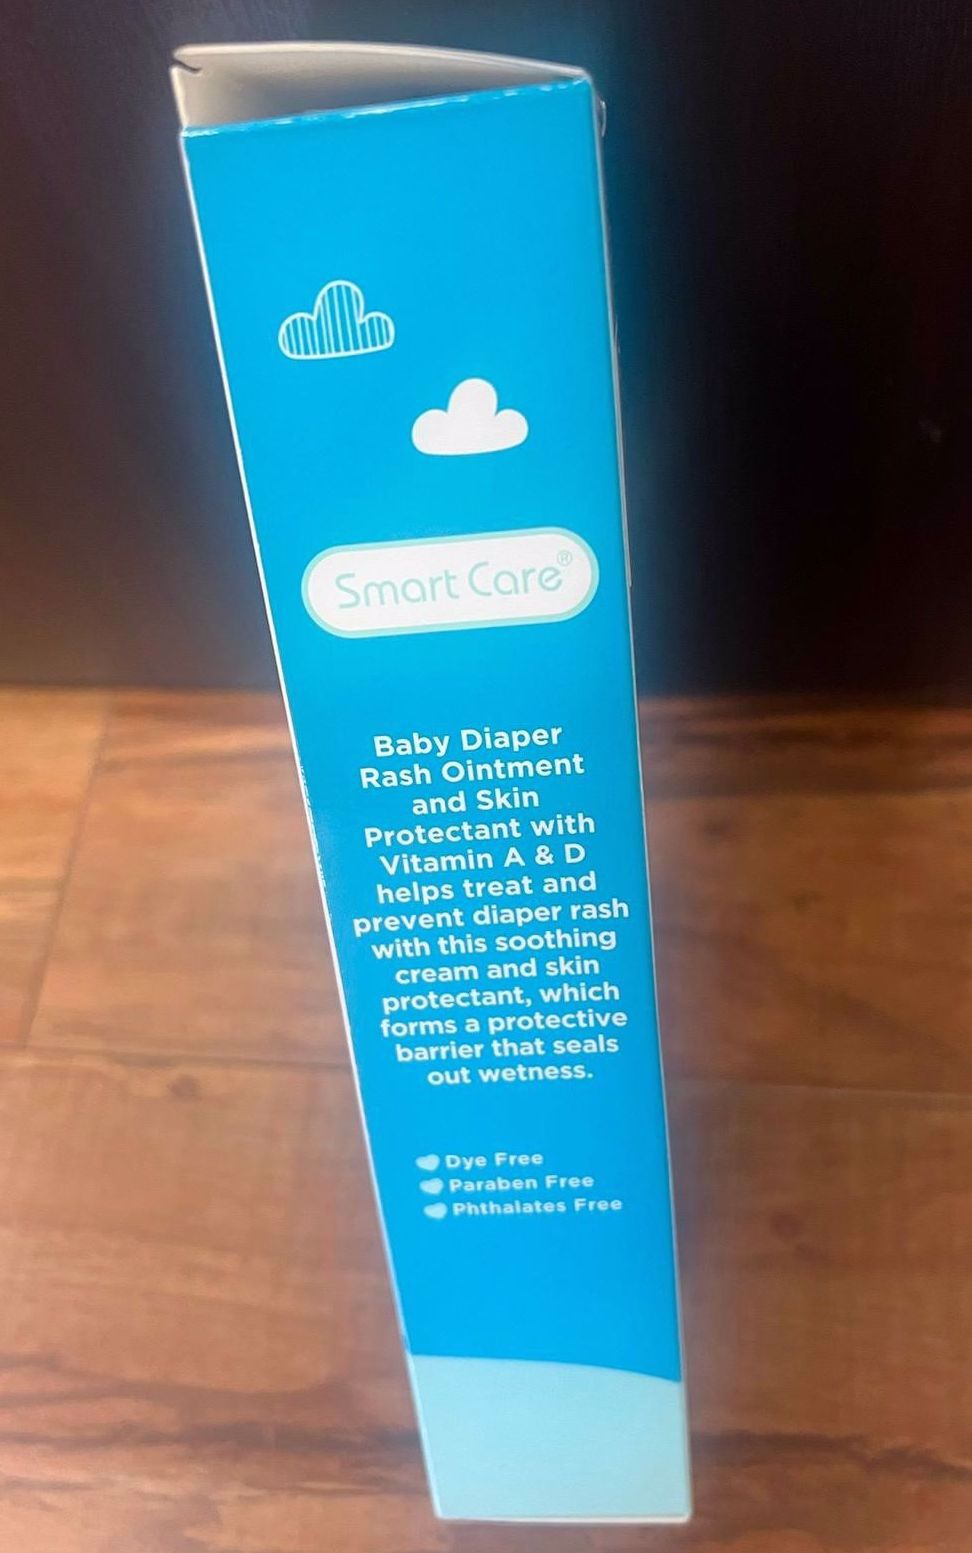 Smart Care®
Baby Diaper
Rash Ointment
and Skin
Protectant with
Vitamin A & D
helps treat and
prevent diaper rash
with this soothing
cream and skin
protectant, which
forms a protective
barrier that seals
out wetness.
Dye Free
Paraben Free
Phthalates Free